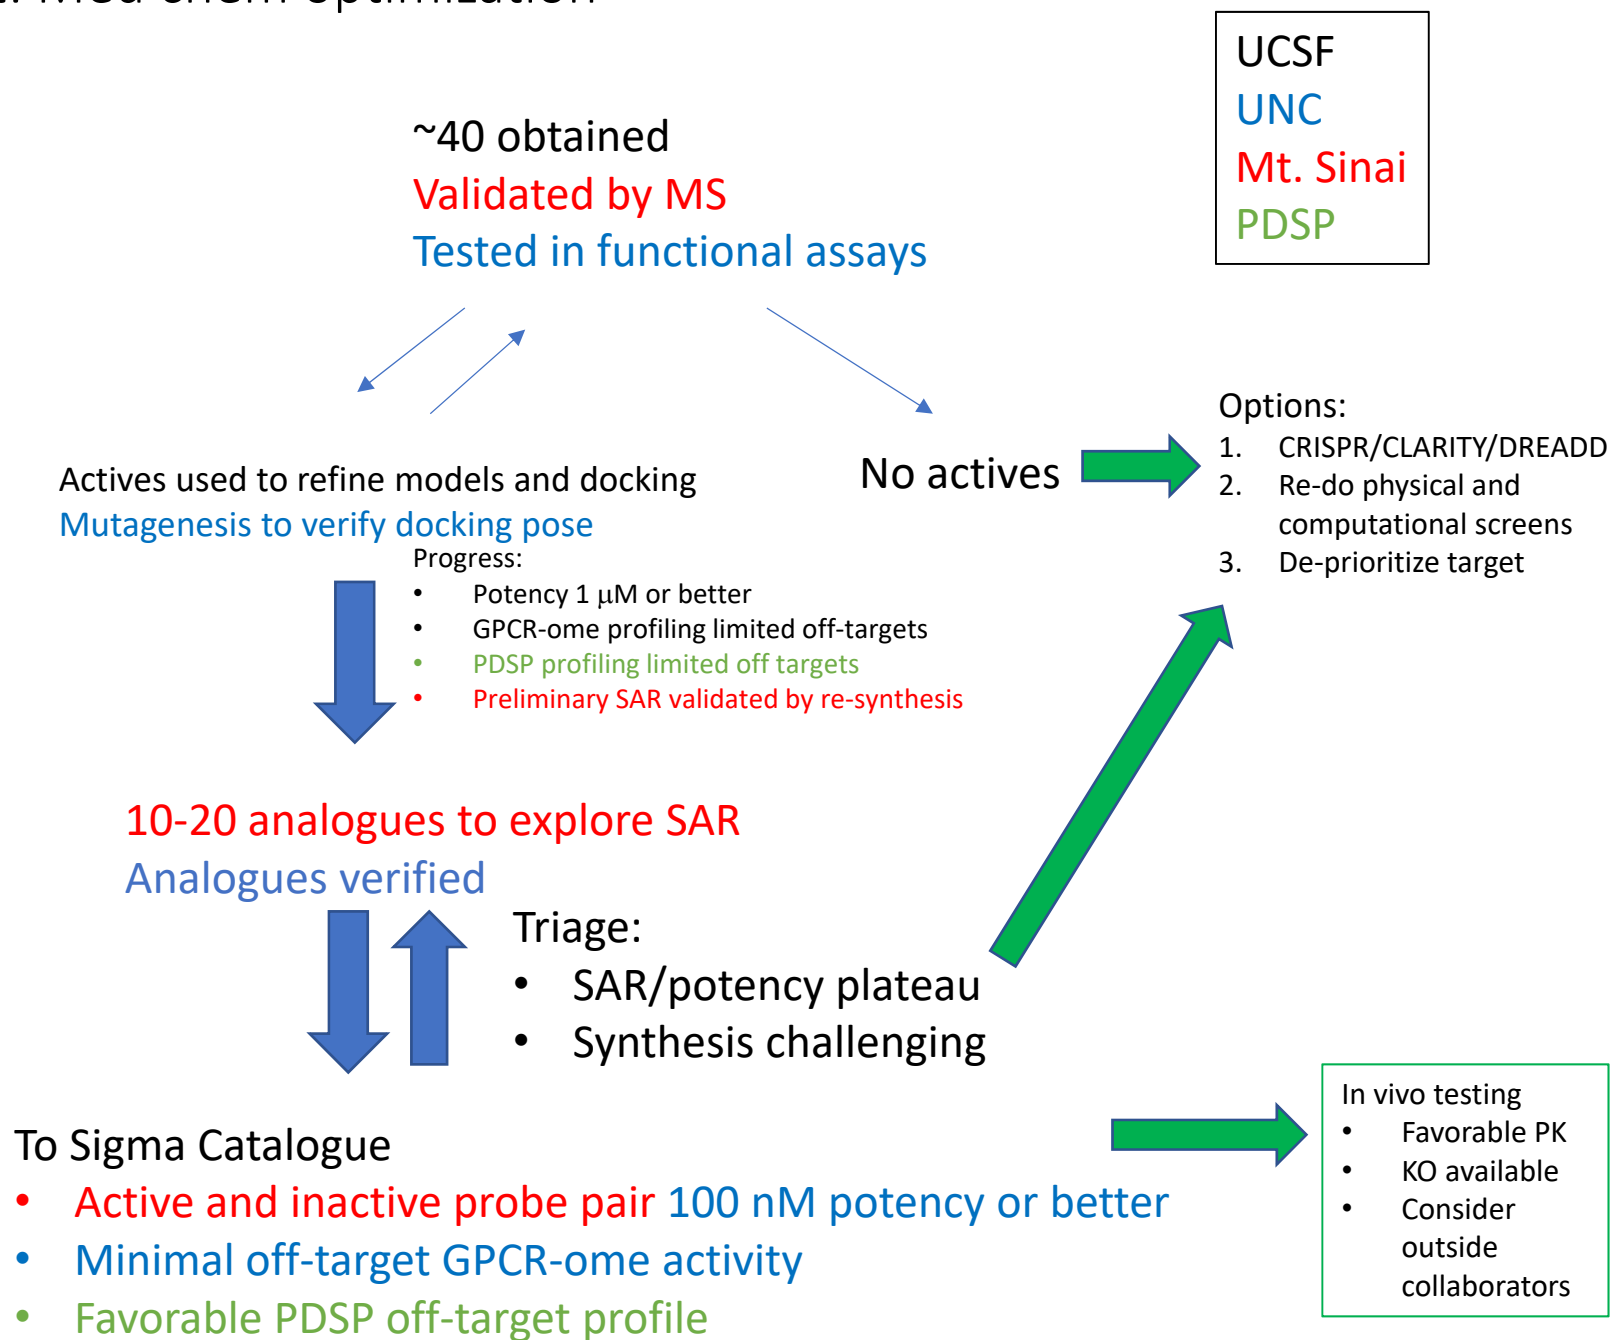 Med chem optimization
UCSF
UNC
Mt. Sinai
PDSP
~40 obtained
Validated by MS
Tested in functional assays
Actives used to refine models and docking
Mutagenesis to verify docking pose
No actives
Options:
1. CRISPR/CLARITY/DREADD
2. Re-do physical and
computational screens
3. De-prioritize target
Progress:
• Potency 1 μM or better
• GPCR-ome profiling limited off-targets
• PDSP profiling limited off targets
• Preliminary SAR validated by re-synthesis
10-20 analogues to explore SAR
Analogues verified
Triage:
• SAR/potency plateau
• Synthesis challenging
To Sigma Catalogue
• Active and inactive probe pair 100 nM potency or better
• Minimal off-target GPCR-ome activity
• Favorable PDSP off-target profile
In vivo testing
• Favorable PK
• KO available
• Consider
outside
collaborators